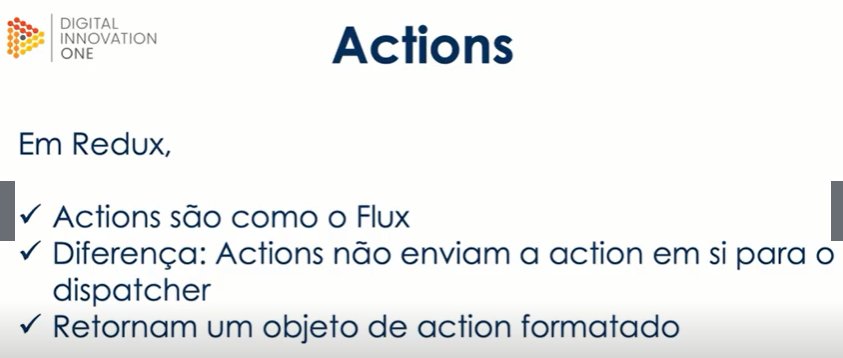 DIGITAL
INNOVATION
ONE
Actions
Em Redux,
✓ Actions são como o Flux
✓ Diferença: Actions não enviam a action em si para o
dispatcher
✓ Retornam um objeto de action formatado